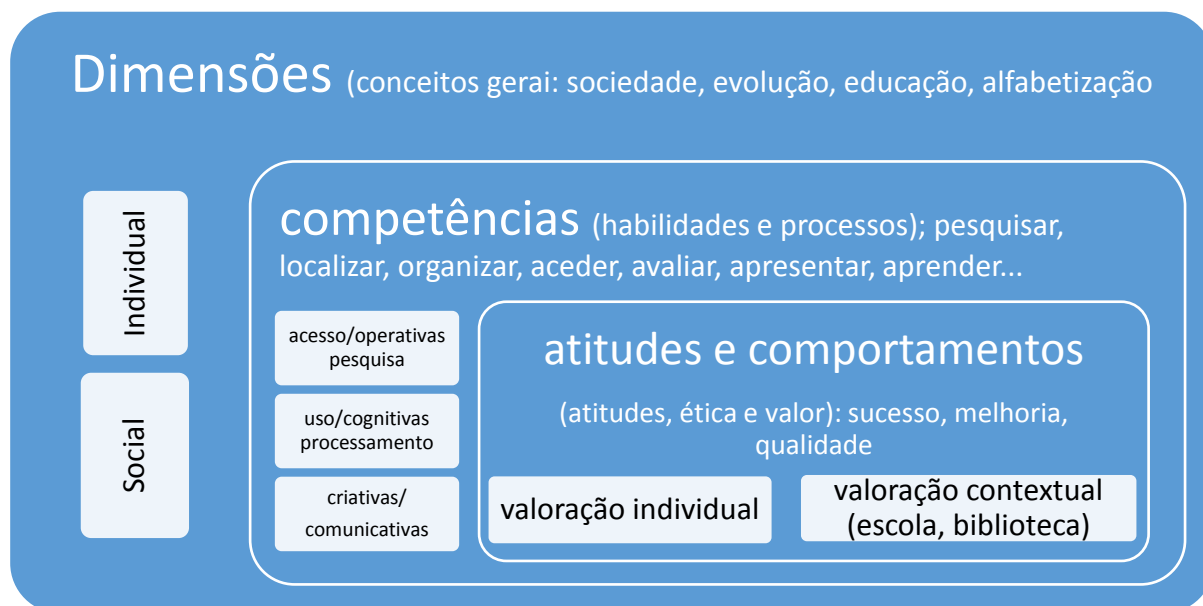 Dimensões (conceitos gerai: sociedade, evolução, educação, alfabetização
Individual
Social
competências (habilidades e processos); pesquisar,
localizar, organizar, aceder, avaliar, apresentar, aprender...
acesso/operativas
pesquisa
uso/cognitivas
processamento
criativas/
comunicativas
atitudes e comportamentos
(atitudes, ética e valor): sucesso, melhoria,
qualidade
valoração individual
valoração contextual
(escola, biblioteca)